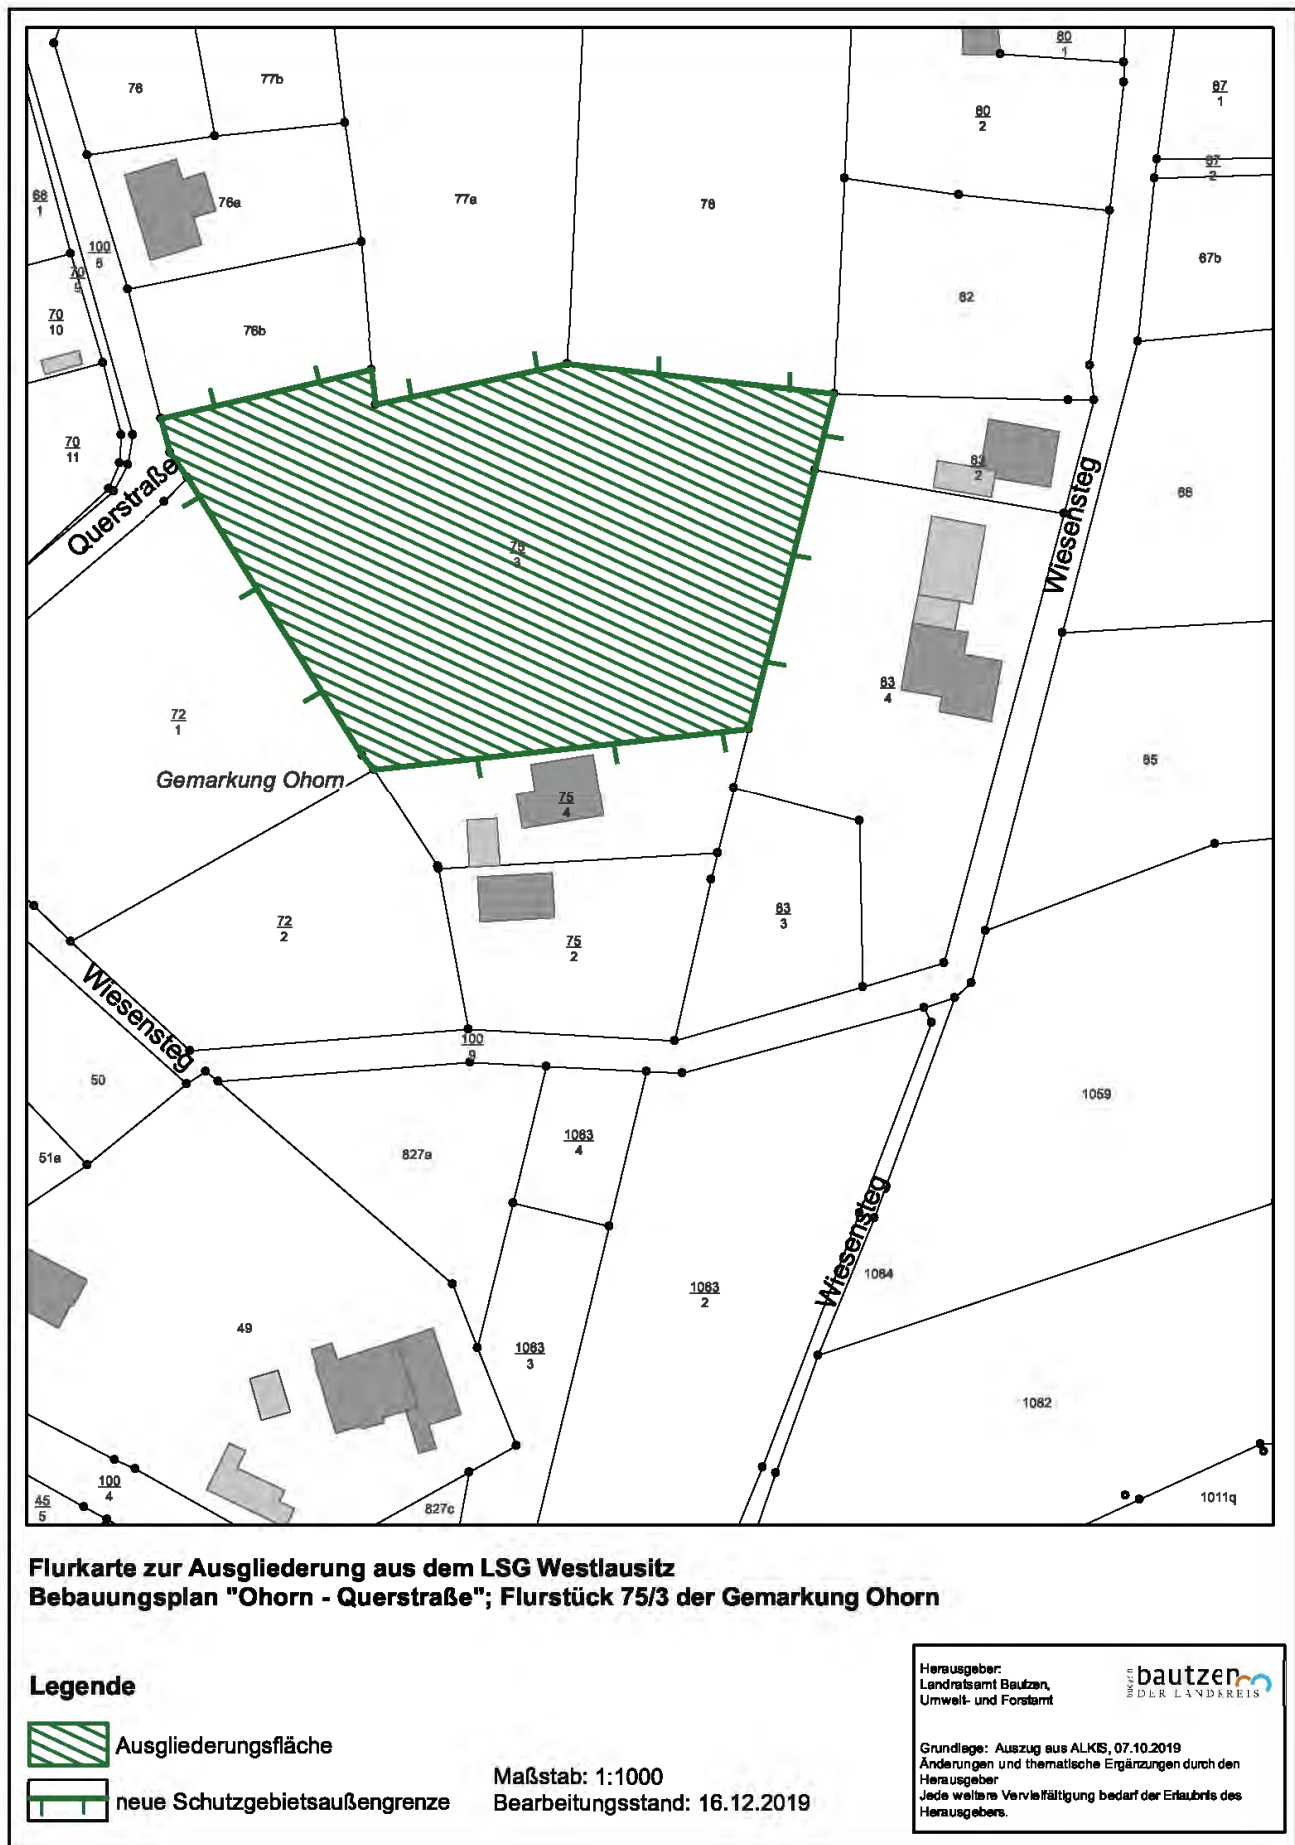 80
1
76
77b
87
1
80
2
87
2
68
1
76a
77a
78
100
8
70
9
87b
70
10
76b
82
70
11
83
2
Querstraße
Wiesensteg
88
75
3
83
4
72
1
85
Gemarkung Ohorn
75
4
72
2
83
3
75
2
Wiesensteg
100
9
50
1059
51a
827a
1083
4
Wiesensteg
1084
1083
2
49
1083
3
1082
100
4
45
5
827c
1011q
Flurkarte zur Ausgliederung aus dem LSG Westlausitz
Bebauungsplan "Ohorn - Querstraße"; Flurstück 75/3 der Gemarkung Ohorn
Legende
Ausgliederungsfläche
neue Schutzgebietsaußengrenze
Maßstab: 1:1000
Bearbeitungsstand: 16.12.2019
Herausgeber:
Landratsamt Bautzen,
Umwelt- und Forstamt
bautzen
DER LANDKREIS
Grundlage: Auszug aus ALKIS, 07.10.2019
Änderungen und thematische Ergänzungen durch den
Herausgeber
Jede weitere Vervielfältigung bedarf der Erlaubnis des
Herausgebers.